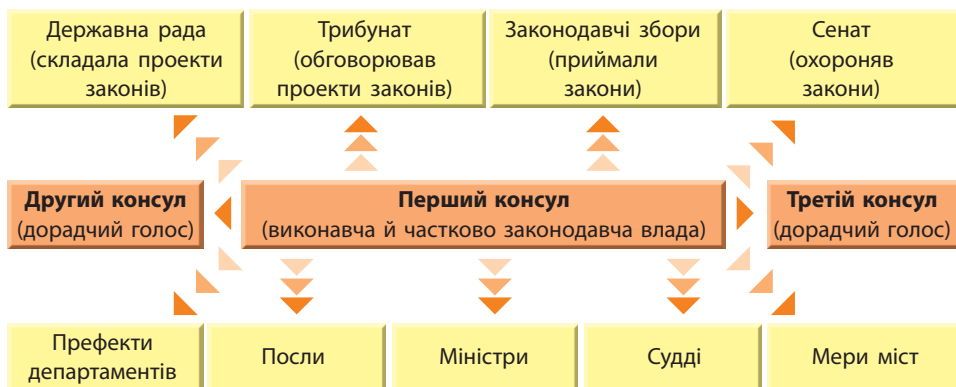 Державна рада
(складала проекти
законів)
Трибунат
(обговорював
проекти законів)
Законодавчі збори
(приймали
закони)
Сенат
(охороняв
закони)
Другий консул
(дорадчий голос)
Перший консул
(виконавча й частково законодавча влада)
Третій консул
(дорадчий голос)
Префекти
департаментів
Посли
Міністри
Судді
Мери міст